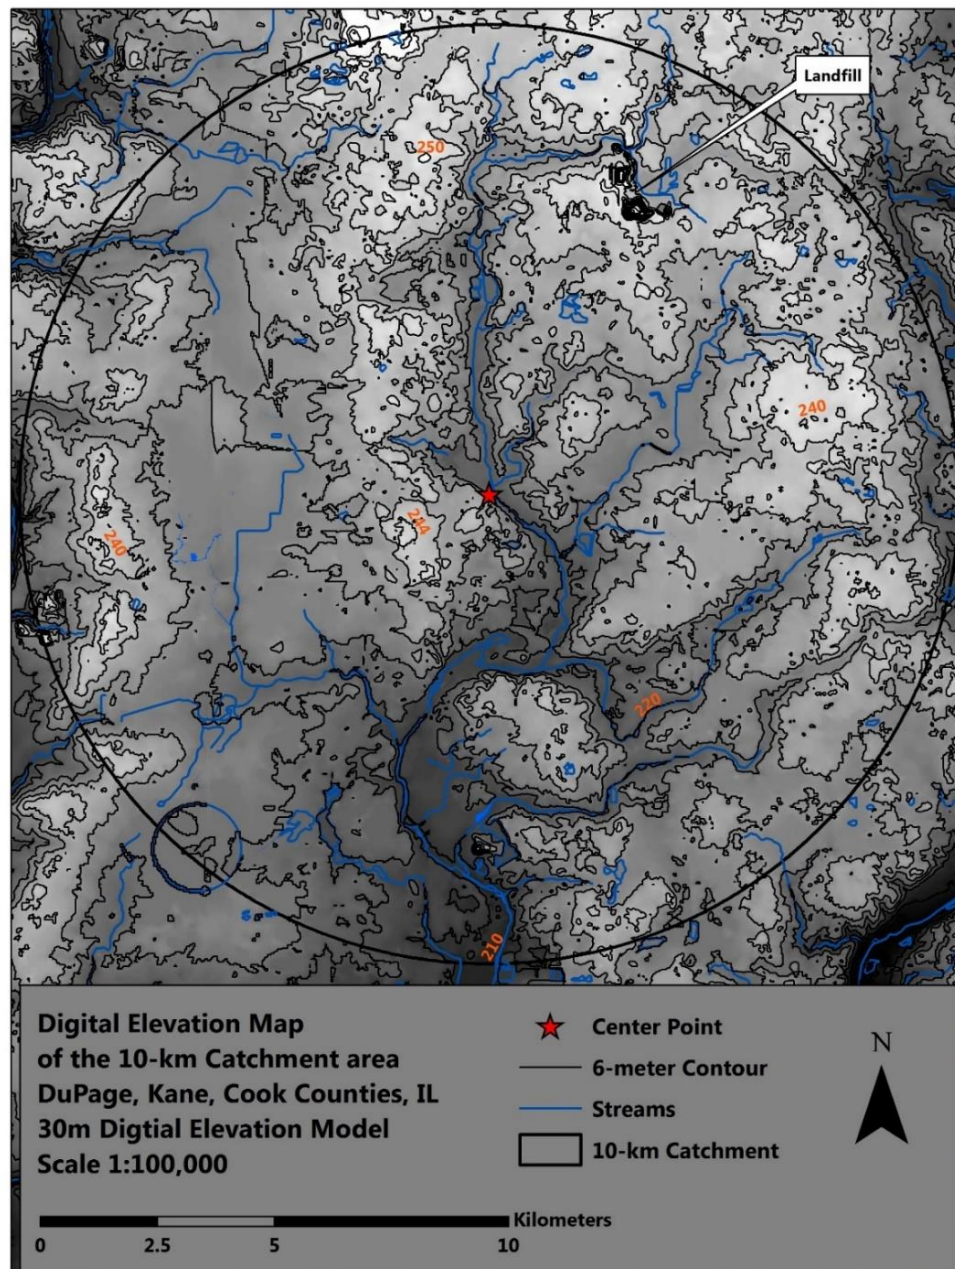 Landfill
250
240
244
240
220
210
Digital Elevation Map
of the 10-km Catchment area
DuPage, Kane, Cook Counties, IL
30m Digtial Elevation Model
Scale 1:100,000
Center Point
6-meter Contour
Streams
10-km Catchment
N
Kilometers
0 2.5 5 10